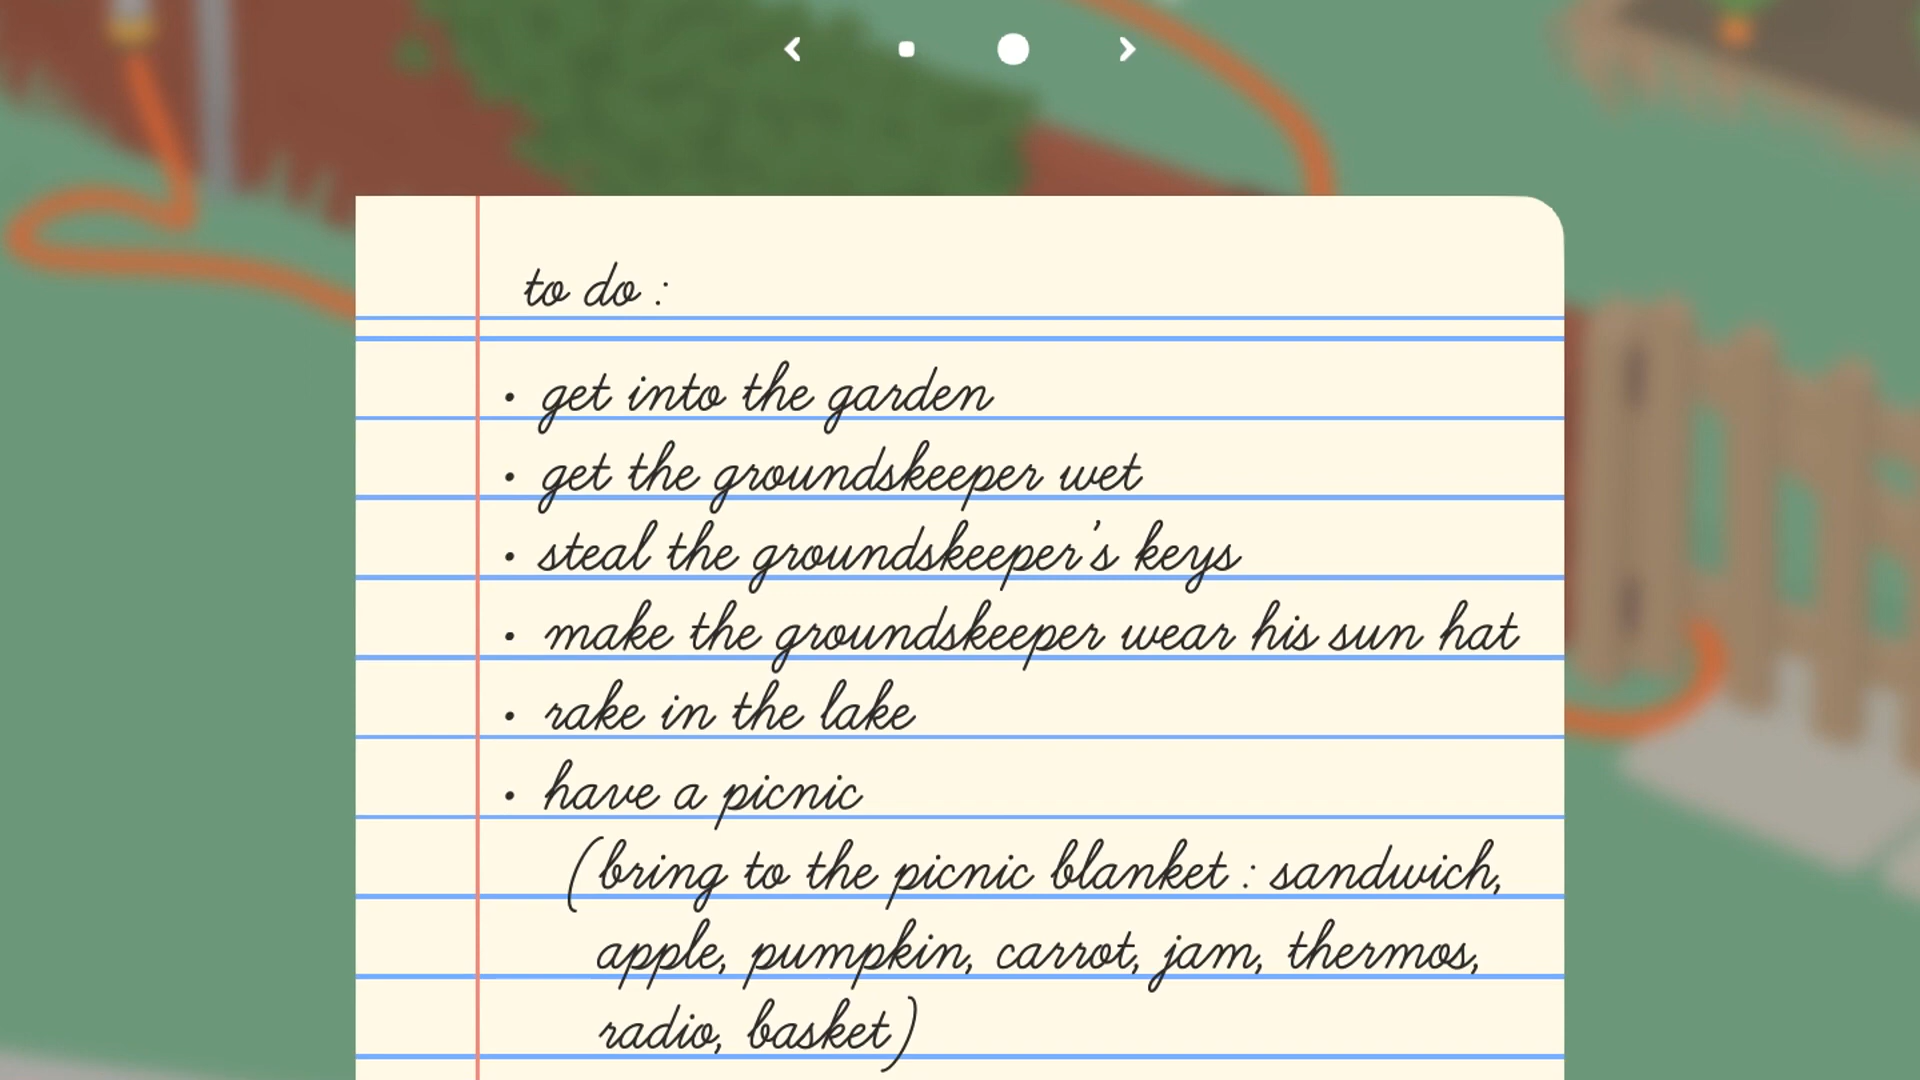 to do :
• get into the garden
• get the groundskeeper wet
• steal the groundskeeper's keys
• make the groundskeeper wear his sun hat
• rake in the lake
• have a picnic
(bring to the picnic blanket : sandwich,
apple, pumpkin, carrot, jam, thermos,
radio, basket)